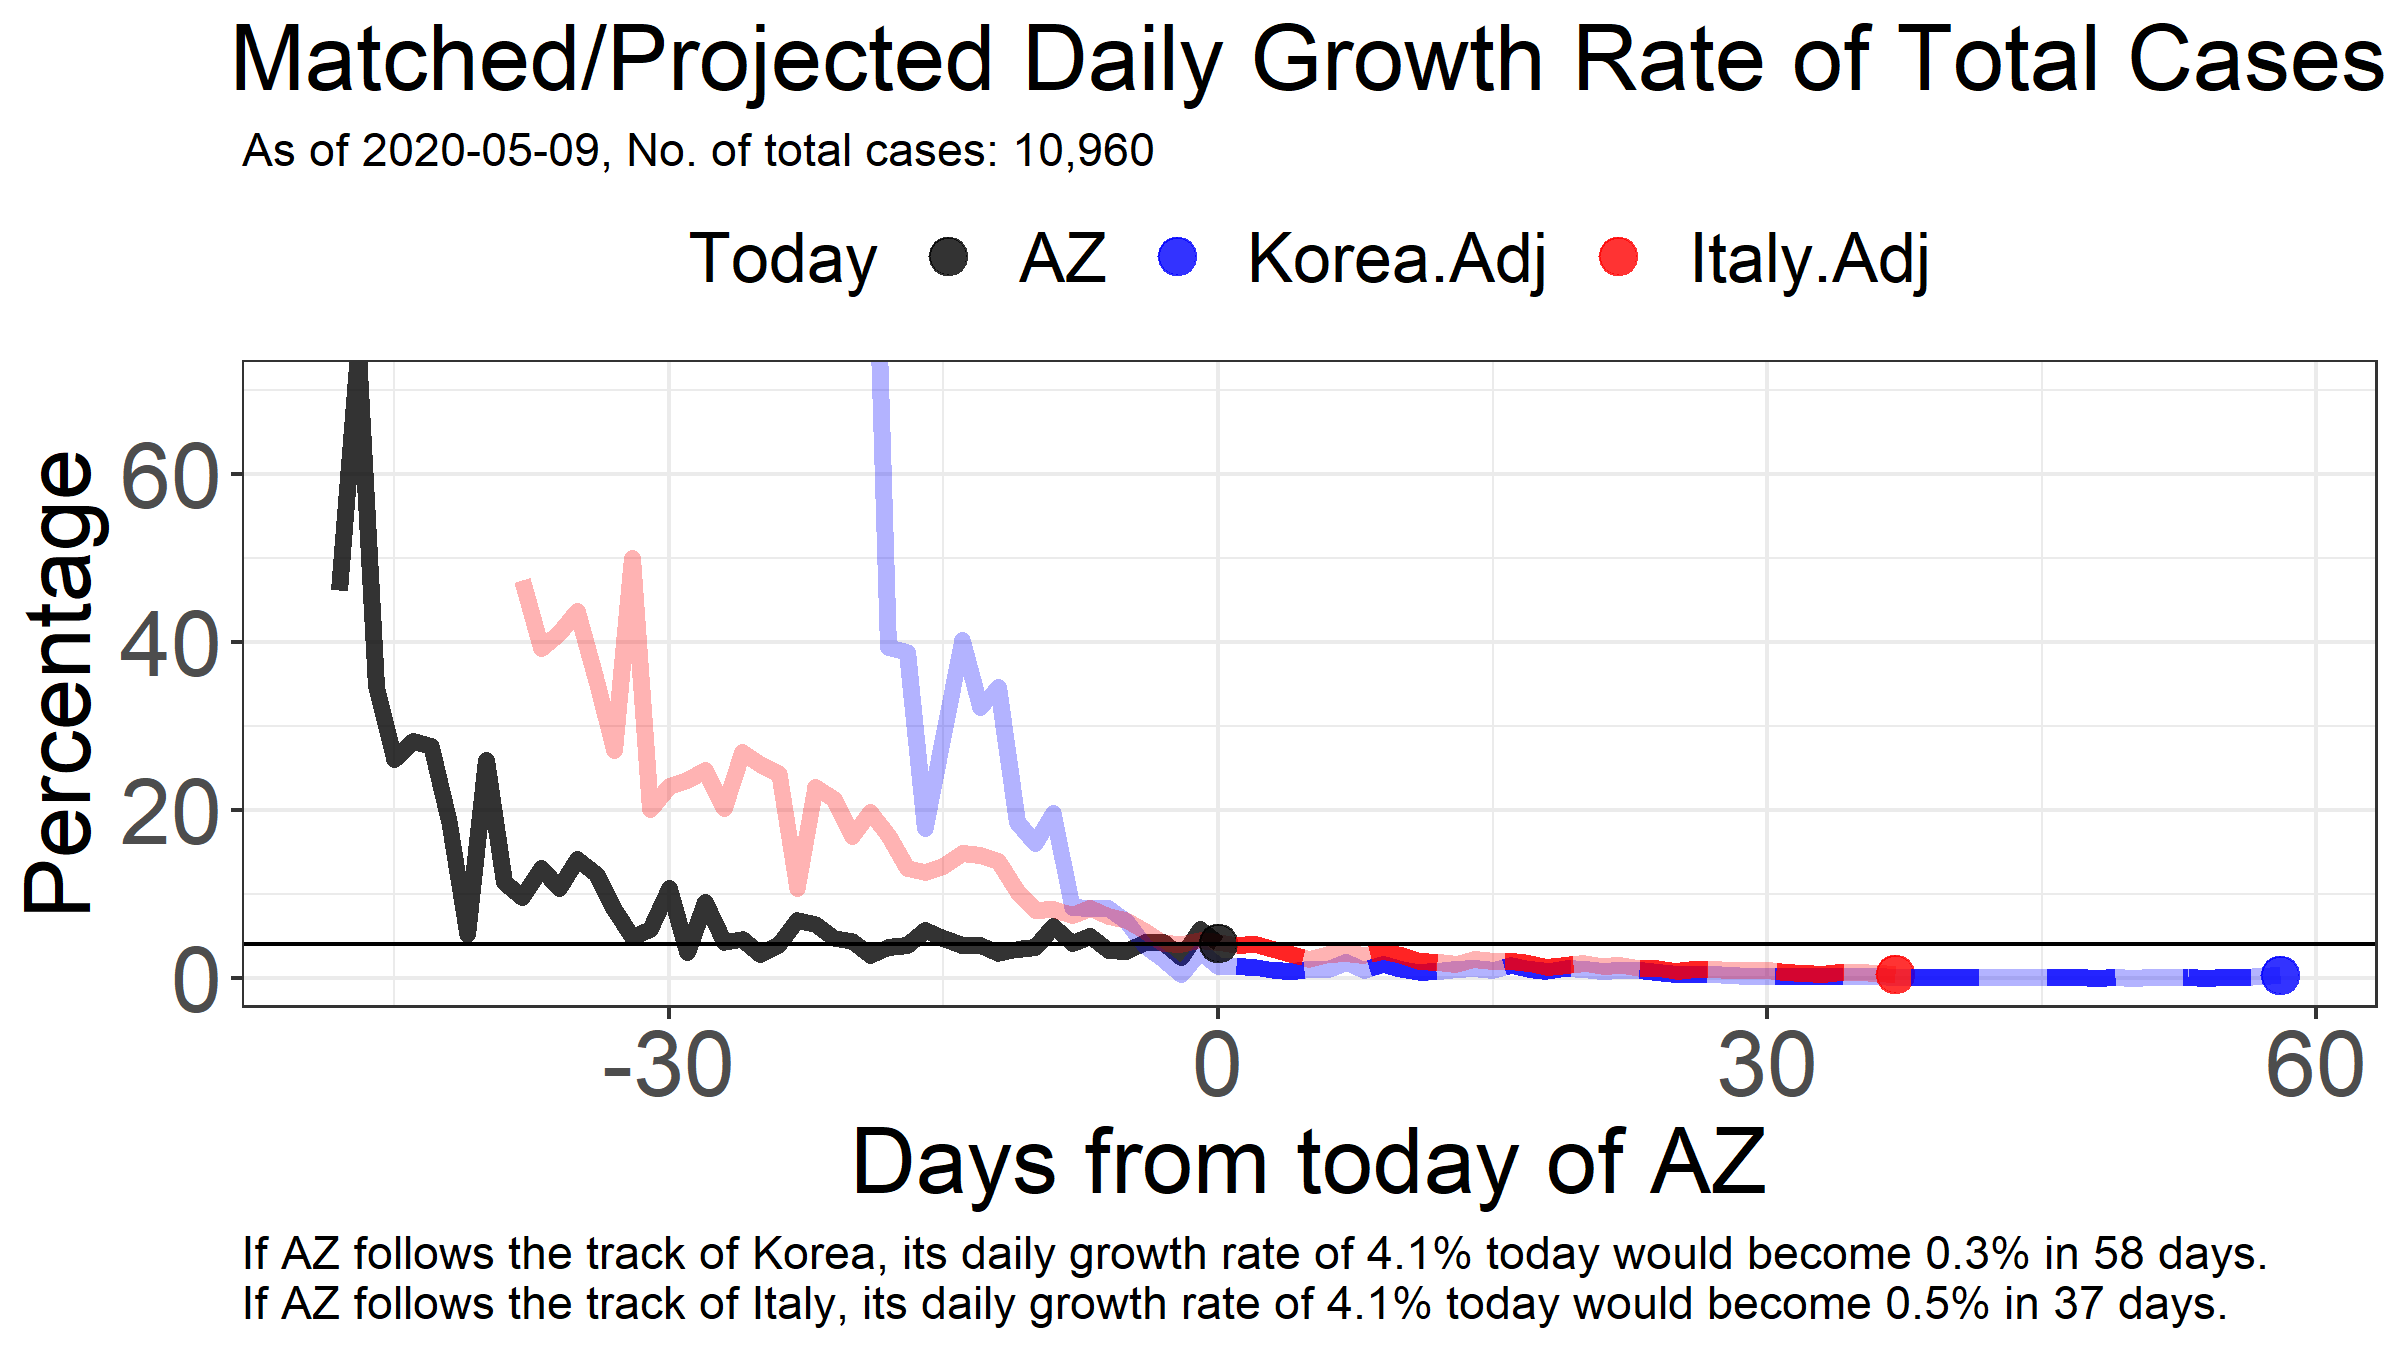 Matched/Projected Daily Growth Rate of Total Cases
As of 2020-05-09, No. of total cases: 10,960
Today AZ Korea.Adj Italy.Adj
Percentage
60
40
20
0
-30 0 30 60
Days from today of AZ
If AZ follows the track of Korea, its daily growth rate of 4.1% today would become 0.3% in 58 days.
If AZ follows the track of Italy, its daily growth rate of 4.1% today would become 0.5% in 37 days.